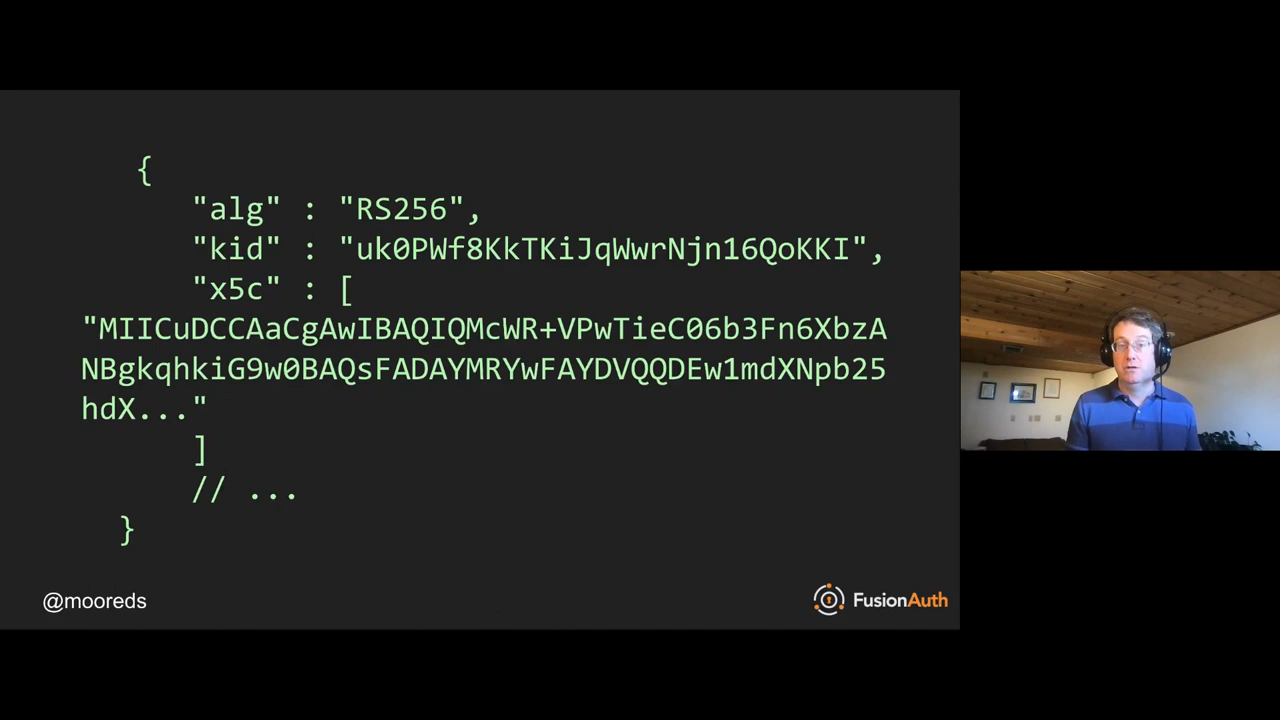 {
"alg" : "RS256",
"kid" : "uk0PWf8KkTKiJqWwrNjn16QoKKI",
"x5c" : [
"MIICuDCCAaCgAwIBAQIQMcWR+VPwTieC06b3Fn6XbzA
NBgkqhkiG9w0BAQsFADAYMRYwFAYDVQQDEw1mdXNpb25
hdX..."
]
// ...
}
@mooreds
FusionAuth